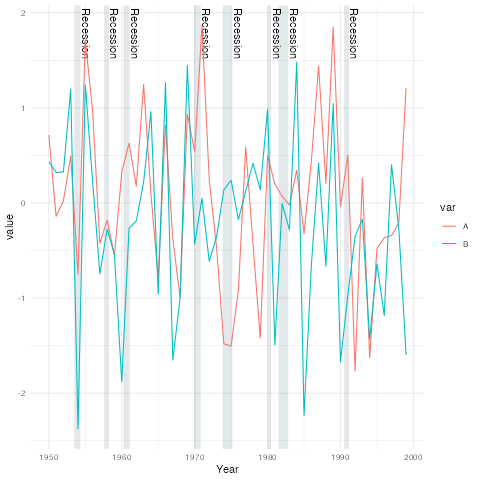 2
1
0
-1
-2
value
Recession
Recession
Recession
Recession
Recession
Recession
Recession
Recession
1950
1960
1970
1980
1990
2000
Year
var
A
B